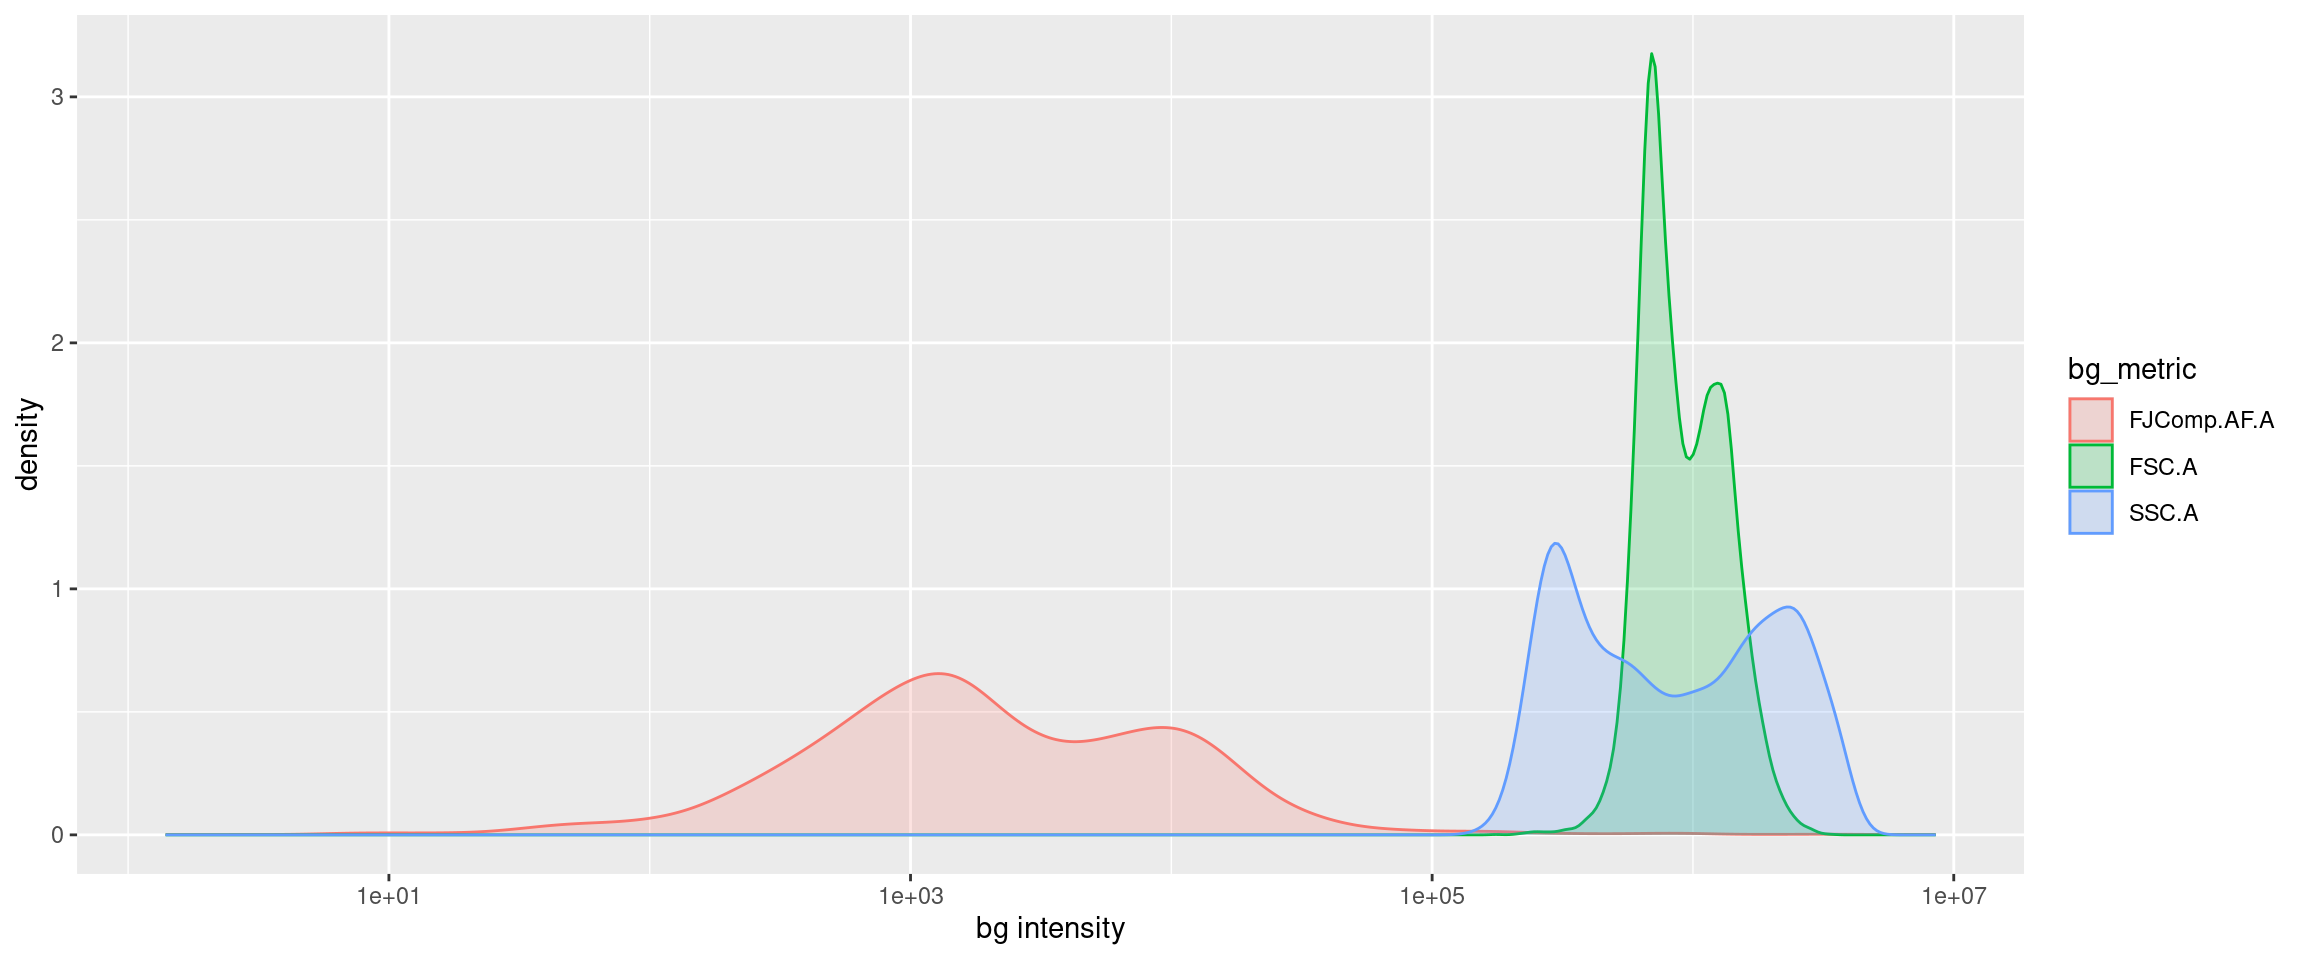 density
3
2
1
0
1e+01
1e+03
1e+05
1e+07
bg intensity
bg_metric
FJComp.AF.A
FSC.A
SSC.A